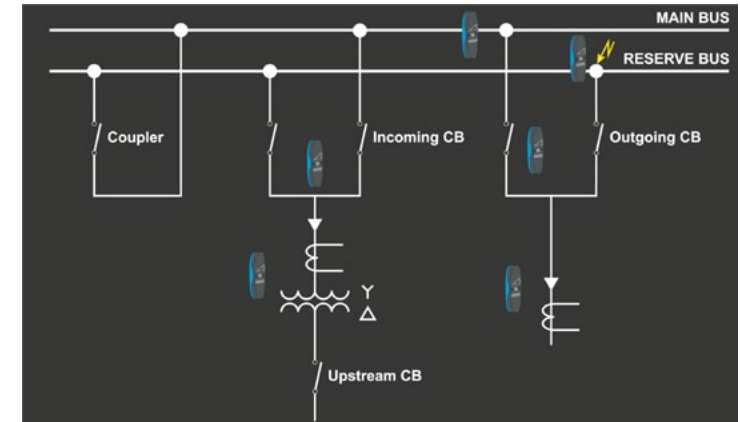 MAIN BUS
RESERVE BUS
Coupler
Incoming CB
Outgoing CB
Y
Δ
Upstream CB